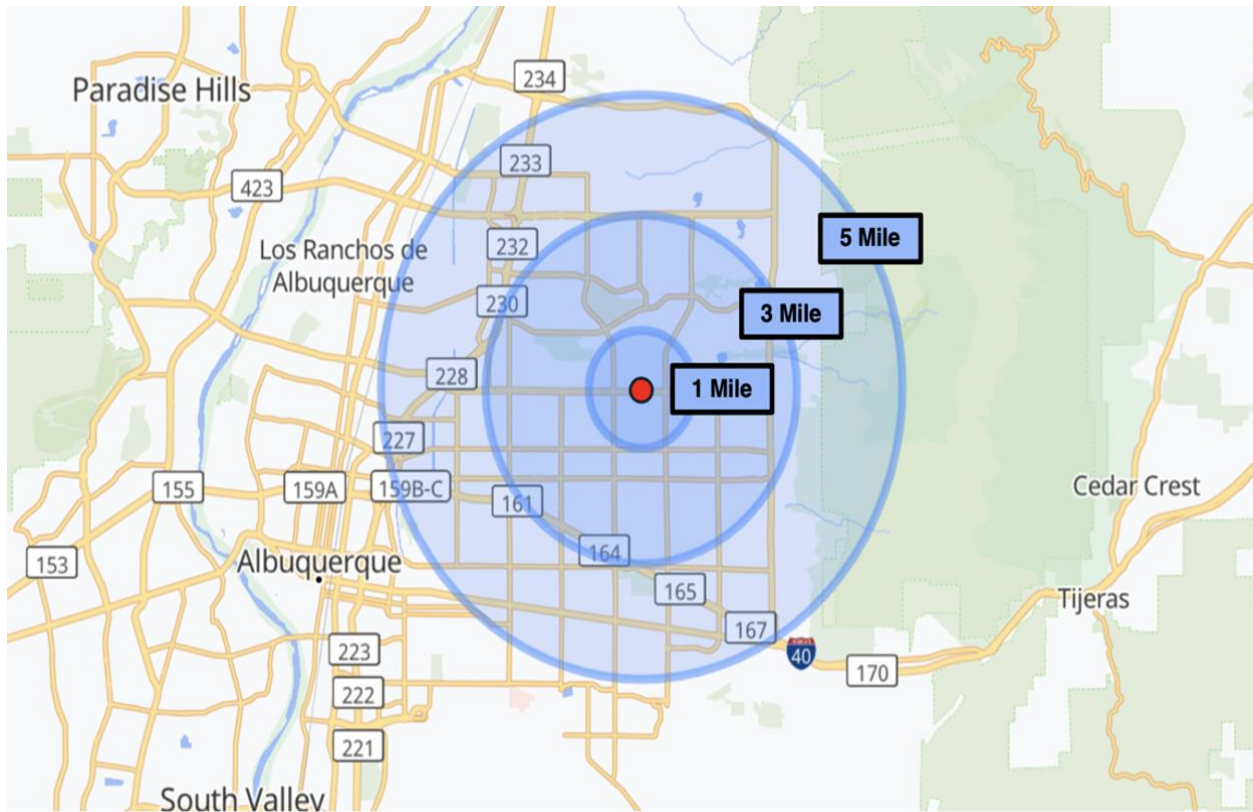 234
Paradise Hills
233
423
5 Mile
232
Los Ranchos de
Albuquerque
230
3 Mile
228
1 Mile
227
155
159A
159B-C
161
Cedar Crest
153
Albuquerque
164
165
Tijeras
167
223
40
170
222
221
South Valley